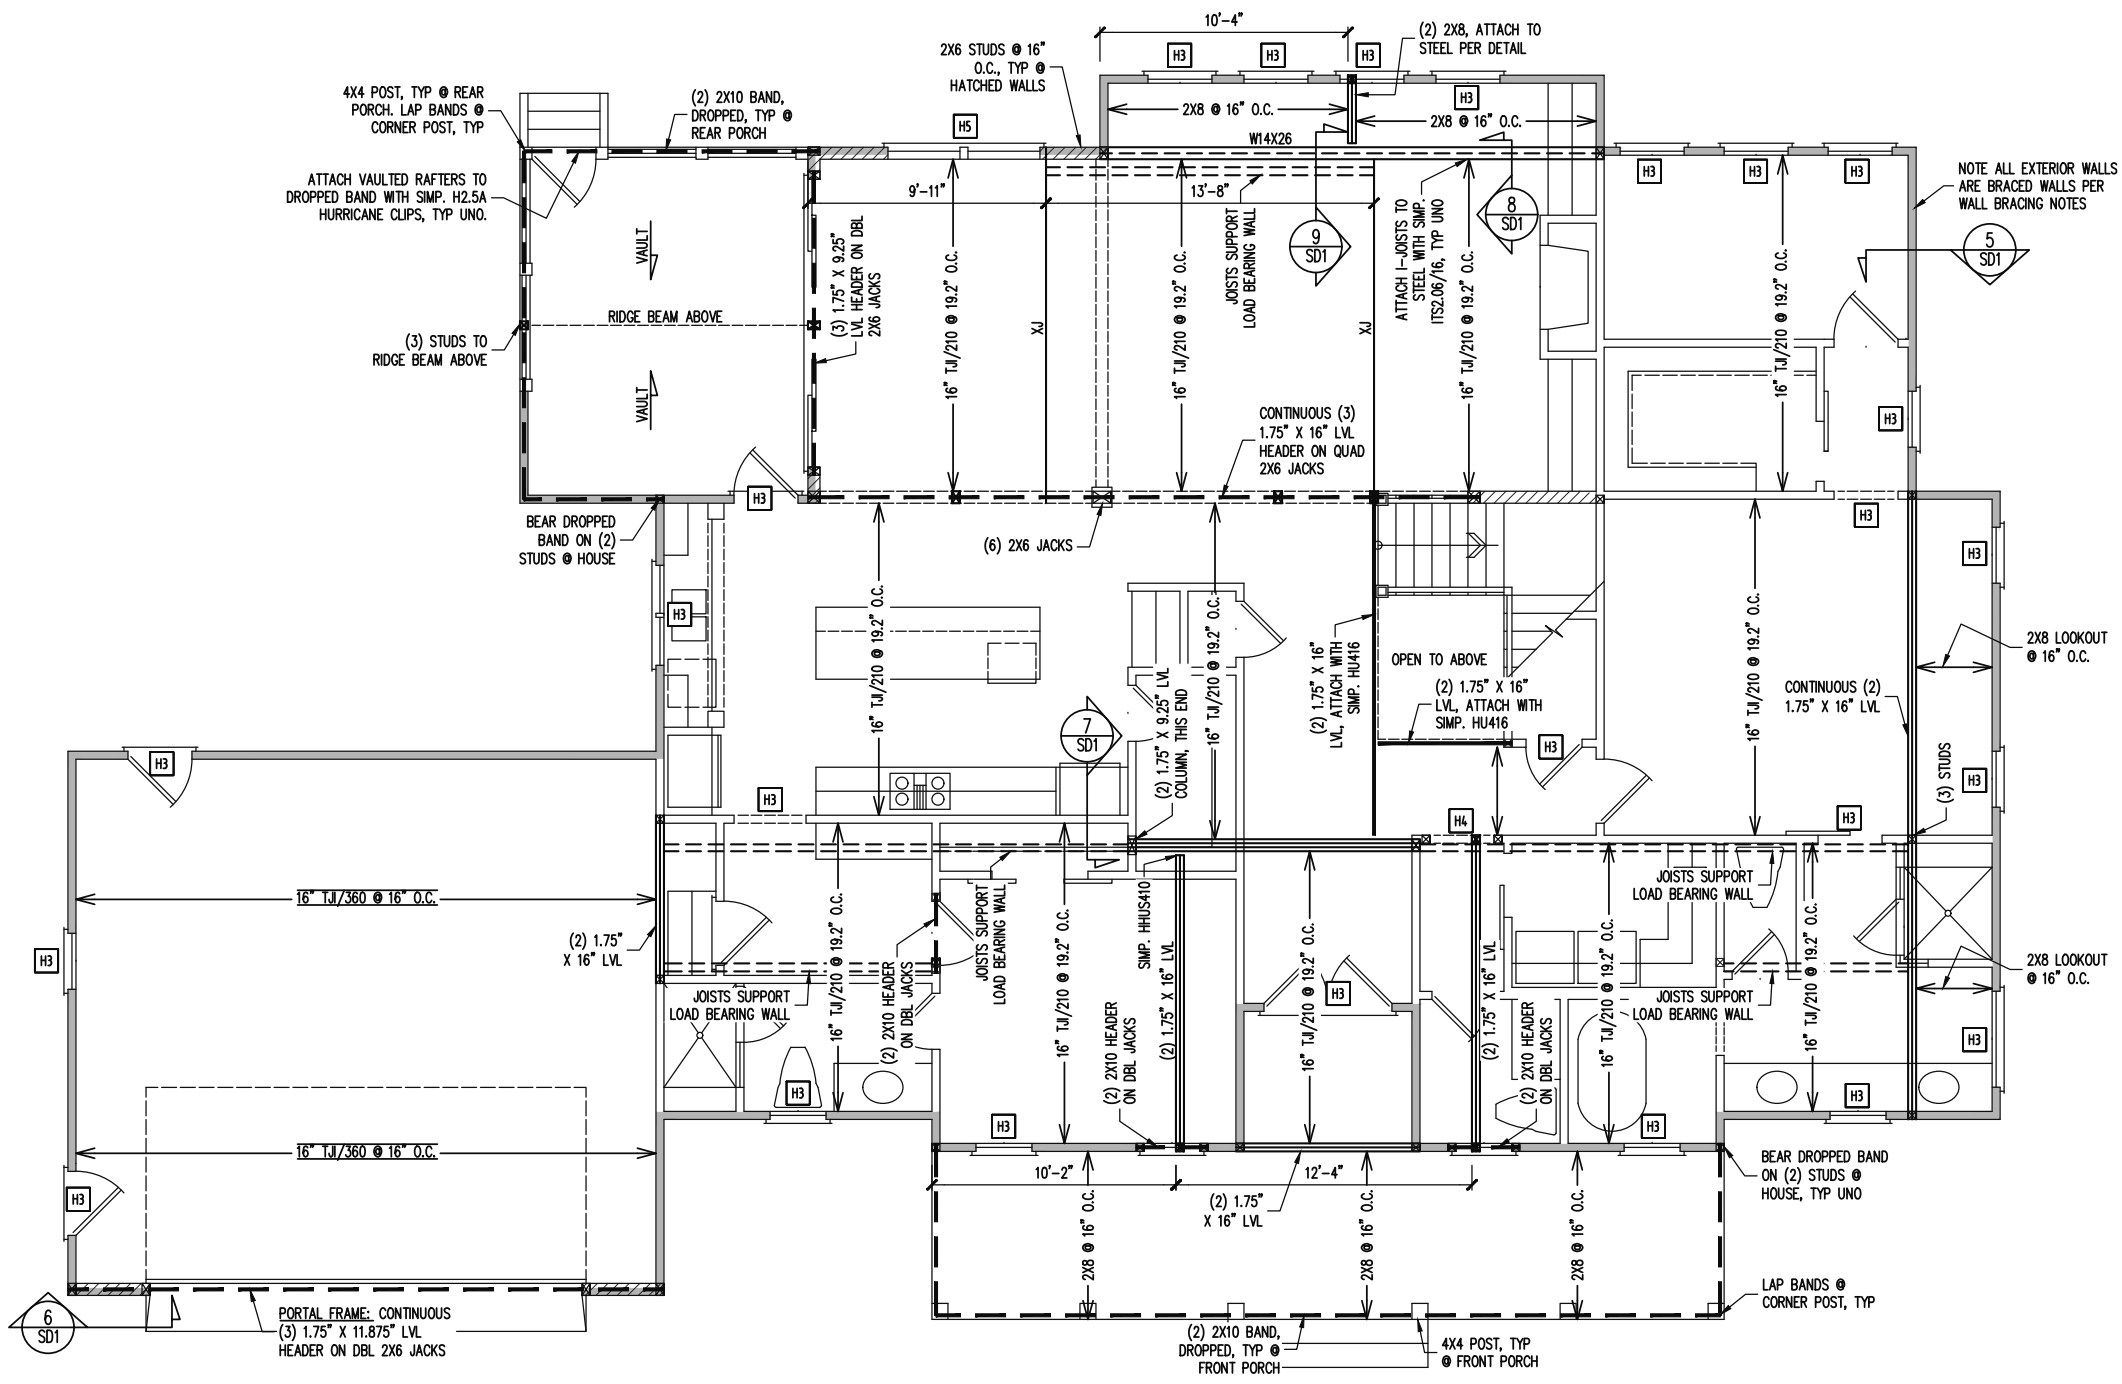 10'-4"
(2) 2X8, ATTACH TO
STEEL PER DETAIL
H3
H3
H3
H3
2X6 STUDS @ 16"
O.C., TYP @
HATCHED WALLS
4X4 POST, TYP @ REAR
PORCH. LAP BANDS @
CORNER POST, TYP
(2) 2X10 BAND,
DROPPED, TYP @
REAR PORCH
H5
2X8 @ 16" O.C.
2X8 @ 16" O.C.
W14X26
ATTACH VAULTED RAFTERS TO
DROPPED BAND WITH SIMP. H2.5A
HURRICANE CLIPS, TYP UNO.
9'-11"
13'-8"
H3
H3
H3
NOTE ALL EXTERIOR WALLS
ARE BRACED WALLS PER
WALL BRACING NOTES
VAULT
VAULT
RIDGE BEAM ABOVE
(3) STUDS TO
RIDGE BEAM ABOVE
(3) 1.75" X 9.25"
LVL HEADER ON DBL
2X6 JACKS
16" TJI/210 @ 19.2" O.C.
XJ
16" TJI/210 @ 19.2" O.C.
JOISTS SUPPORT
LOAD BEARING WALL
9
SD1
XJ
ATTACH I-JOISTS TO
STEEL WITH SIMP.
ITS2.06/16, TYP UNO
16" TJI/210 @ 19.2" O.C.
8
SD1
16" TJI/210 @ 19.2" O.C.
5
SD1
H3
CONTINUOUS (3)
1.75" X 16" LVL
HEADER ON QUAD
2X6 JACKS
H3
H3
BEAR DROPPED
BAND ON (2)
STUDS @ HOUSE
(6) 2X6 JACKS
H3
H3
16" TJI/210 @ 19.2" O.C.
16" TJI/210 @ 19.2" O.C.
(2) 1.75" X 16"
LVL, ATTACH WITH
SIMP. HU416
OPEN TO ABOVE
(2) 1.75" X 16"
LVL, ATTACH WITH
SIMP. HU416
16" TJI/210 @ 19.2" O.C.
2X8 LOOKOUT
@ 16" O.C.
CONTINUOUS (2)
1.75" X 16" LVL
7
SD1
(2) 1.75" X 9.25" LVL
COLUMN, THIS END
H3
(3) STUDS
H3
H3
H3
H4
H3
16" TJI/360 @ 16" O.C.
(2) 1.75"
X 16" LVL
H3
JOISTS SUPPORT
LOAD BEARING WALL
16" TJI/210 @ 19.2" O.C.
(2) 2X10 HEADER
ON DBL JACKS
JOISTS SUPPORT
LOAD BEARING WALL
16" TJI/210 @ 19.2" O.C.
(2) 2X10 HEADER
ON DBL JACKS
SIMP. HHUS410
(2) 1.75" X 16" LVL
16" TJI/210 @ 19.2" O.C.
H3
(2) 1.75" X 16" LVL
(2) 2X10 HEADER
ON DBL JACKS
16" TJI/210 @ 19.2" O.C.
JOISTS SUPPORT
LOAD BEARING WALL
JOISTS SUPPORT
LOAD BEARING WALL
16" TJI/210 @ 19.2" O.C.
2X8 LOOKOUT
@ 16" O.C.
H3
H3
H3
H3
H3
16" TJI/360 @ 16" O.C.
H3
10'-2"
12'-4"
(2) 1.75"
X 16" LVL
BEAR DROPPED BAND
ON (2) STUDS @
HOUSE, TYP UNO
2X8 @ 16" O.C.
2X8 @ 16" O.C.
2X8 @ 16" O.C.
6
SD1
PORTAL FRAME: CONTINUOUS
(3) 1.75" X 11.875" LVL
HEADER ON DBL 2X6 JACKS
(2) 2X10 BAND,
DROPPED, TYP @
FRONT PORCH
4X4 POST, TYP
@ FRONT PORCH
LAP BANDS @
CORNER POST, TYP